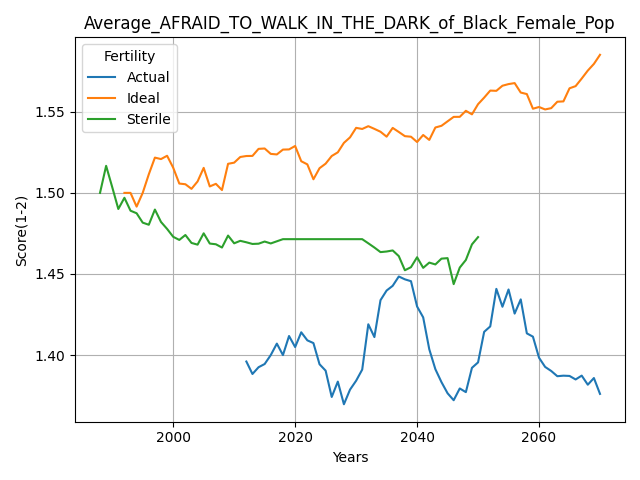 Average_AFRAID_TO_WALK_IN_THE_DARK_of_Black_Female_Pop
Fertility
Actual
Ideal
Sterile
Score(1-2)
1.55
1.50
1.45
1.40
2000
2020
2040
2060
Years